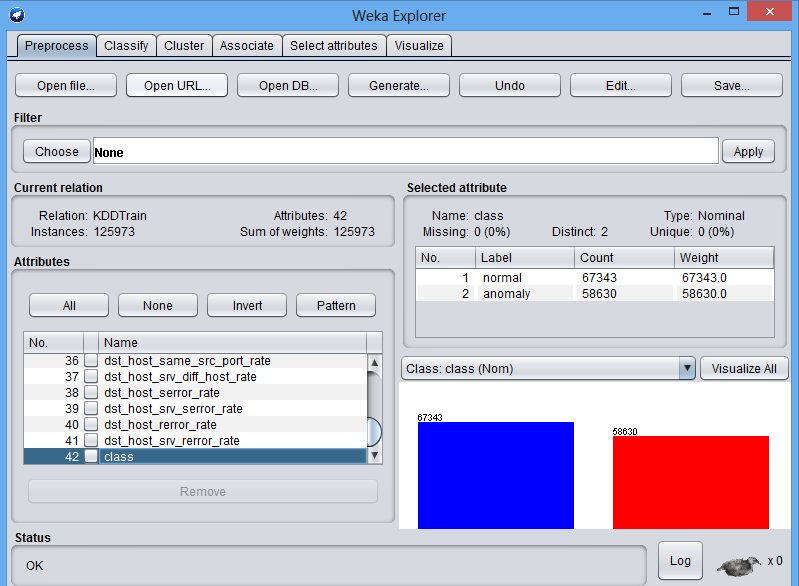 Weka Explorer
Preprocess Classify Cluster Associate Select attributes Visualize
Open file... Open URL... Open DB... Generate... Undo Edit... Save...
Filter
Choose None Apply
Current relation
Relation: KDDTrain Attributes: 42
Instances: 125973 Sum of weights: 125973
Attributes
All None Invert Pattern
No. Name
36 dst_host_same_src_port_rate
37 dst_host_srv_diff_host_rate
38 dst_host_serror_rate
39 dst_host_srv_serror_rate
40 dst_host_rerror_rate
41 dst_host_srv_rerror_rate
42 class
Remove
Selected attribute
Name: class Type: Nominal
Missing: 0 (0%) Distinct: 2 Unique: 0 (0%)
No. Label Count Weight
1 normal 67343 67343.0
2 anomaly 58630 58630.0
Class: class (Nom) Visualize All
67343
58630
Status
OK Log x 0